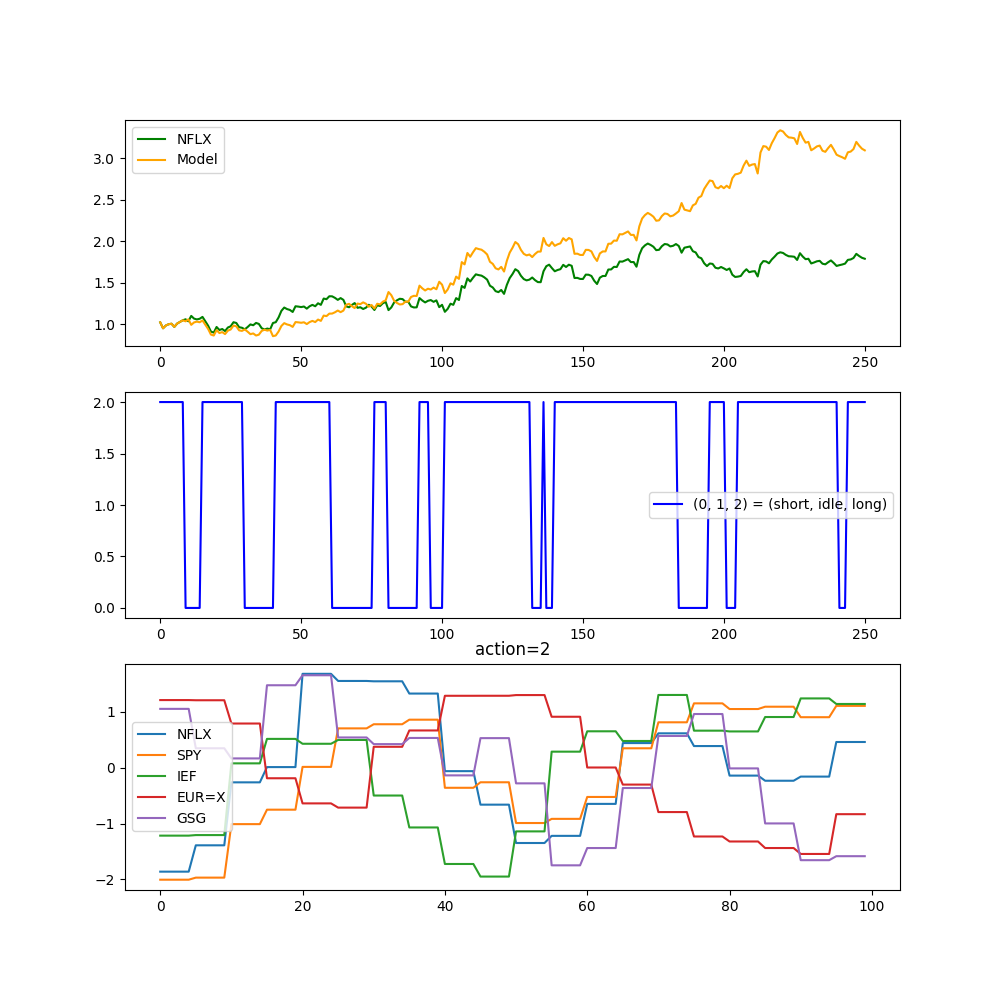 NFLX
Model
3.0
2.5
2.0
1.5
1.0
0 50 100 150 200 250
2.0
1.5
1.0
0.5
0.0
(0, 1, 2) = (short, idle, long)
0 50 100 150 200 250
action=2
1
0
−1
−2
NFLX
SPY
IEF
EUR=X
GSG
0 20 40 60 80 100